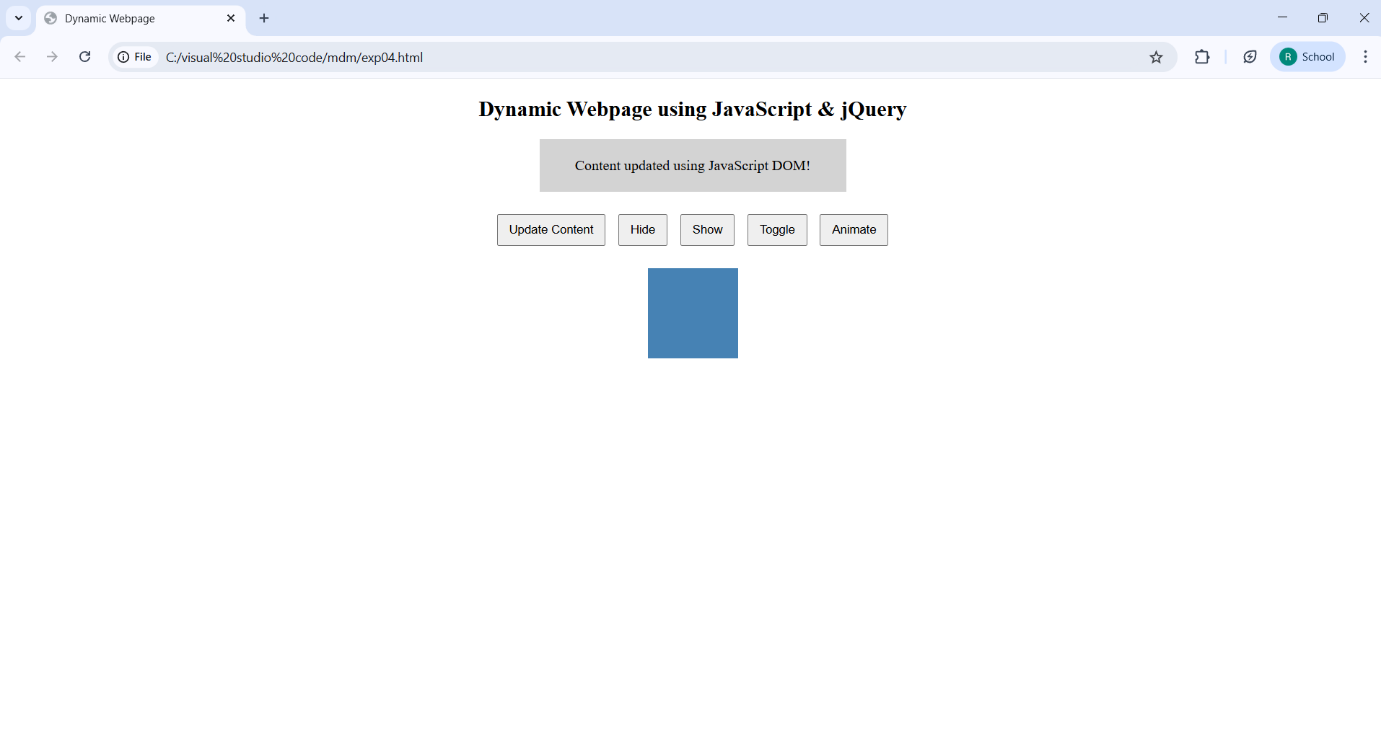 Dynamic Webpage
File C:/visual%20studio%20code/mdm/exp04.html R School
Dynamic Webpage using JavaScript & jQuery
Content updated using JavaScript DOM!
Update Content Hide Show Toggle Animate